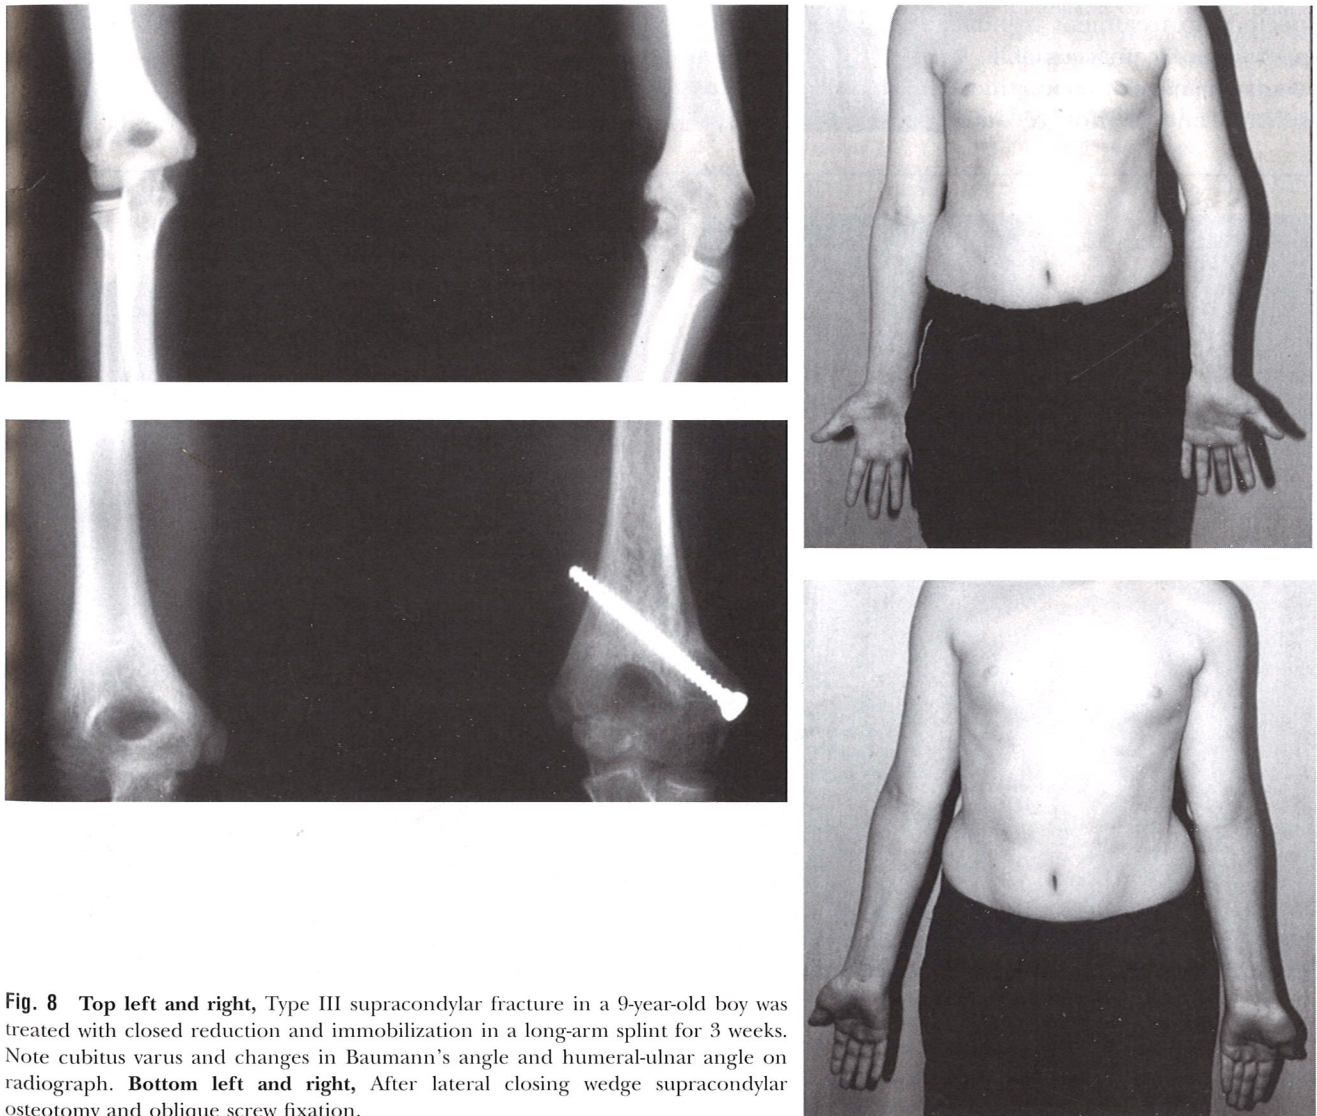 Fig. 8 Top left and right, Type III supracondylar fracture in a 9-year-old boy was
treated with closed reduction and immobilization in a long-arm splint for 3 weeks.
Note cubitus varus and changes in Baumann's angle and humeral-ulnar angle on
radiograph. Bottom left and right, After lateral closing wedge supracondylar
osteotomy and oblique screw fixation.